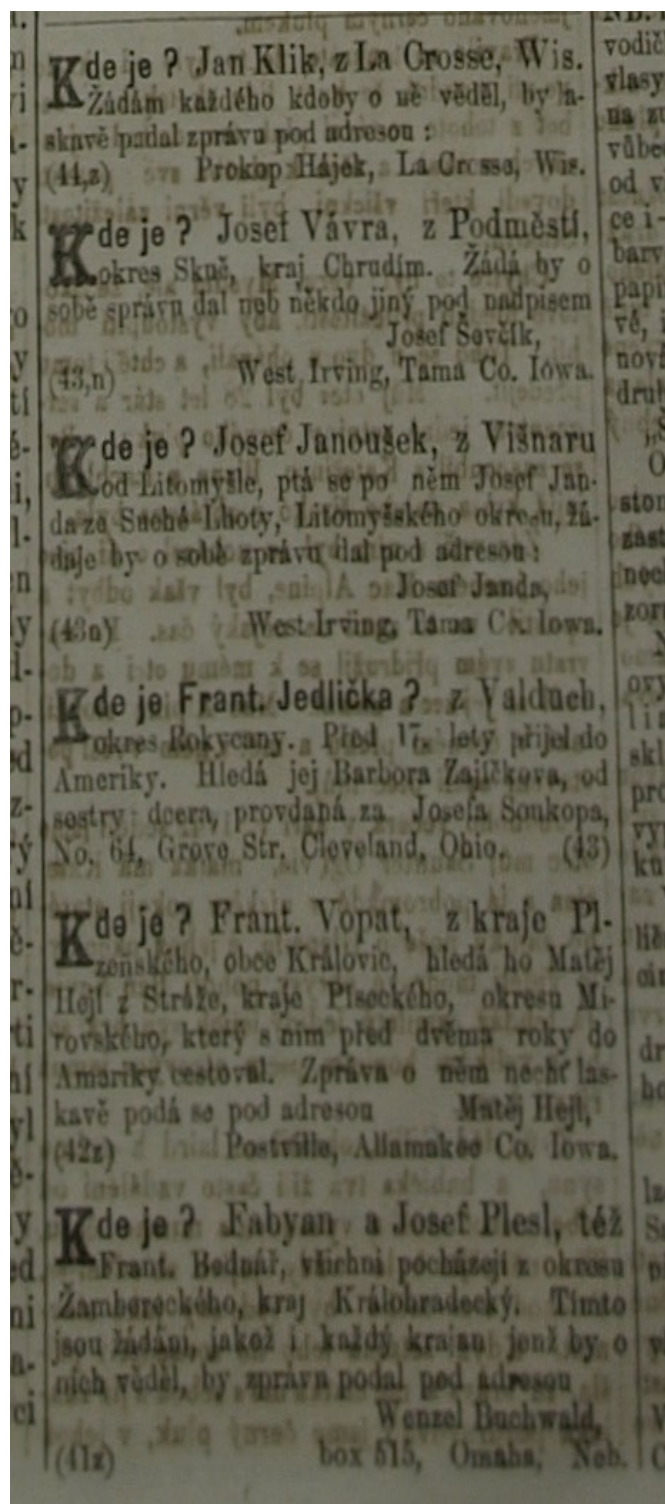 Kde je? Jan Klik, z La Crosse, Wis.
Žádám každého kdoby o ně věděl, by la-
skavě padal zprávu pod adresou:
(44,z) Prokop Hájek, La Crosse, Wis.
Kde je? Josef Vávra, z Podměstí,
okres Skuč, kraj Chrudím. Žádá by o
sobě správu dal neb někdo jiný pod nadpisem
Josef Ševčík,
(43,n) West Irving, Tama Co. Iowa.
Kde je? Josef Janoušek, z Višnaru
od Litomyšle, ptá se po něm Josef Jan-
da ze Suché Lhoty, Litomyšského okresu, žá-
daje by o sobě zprávu dal pod adresou:
Josef Janda,
(43n) West Irving, Tama Co. Iowa.
Kde je Frant. Jedlička? z Valduch,
okres Rokycany. Před 17. lety přijel do
Ameriky. Hledá jej Barbora Zajíčkova, od
sestry dcera, provdaná za Josefa Soukopa,
No. 64, Grove Str. Cleveland, Ohio. (43)
Kde je? Frant. Vopat, z kraje Pl-
zeňského, obce Královic, hledá ho Matěj
Hejl z Stráže, kraje Píseckého, okresu Mi-
rovského, který s nim před dvěma roky do
Amariky cestoval. Zpráva o něm nechť las-
kavě podá se pod adresou Matěj Hejl,
(42z) Postville, Allamakee Co. Iowa.
Kde je? Fabyan a Josef Plesl, též
Frant. Bednář, všichni pocházejí z okresu
Žambereckého, kraj Králohradecký. Tímto
jsou žádáni, jakož i každý krajan jenž by o
nich věděl, by zprávu podal pod adresou
Wenzel Buchwald,
(41z) box 515, Omaha, Neb.